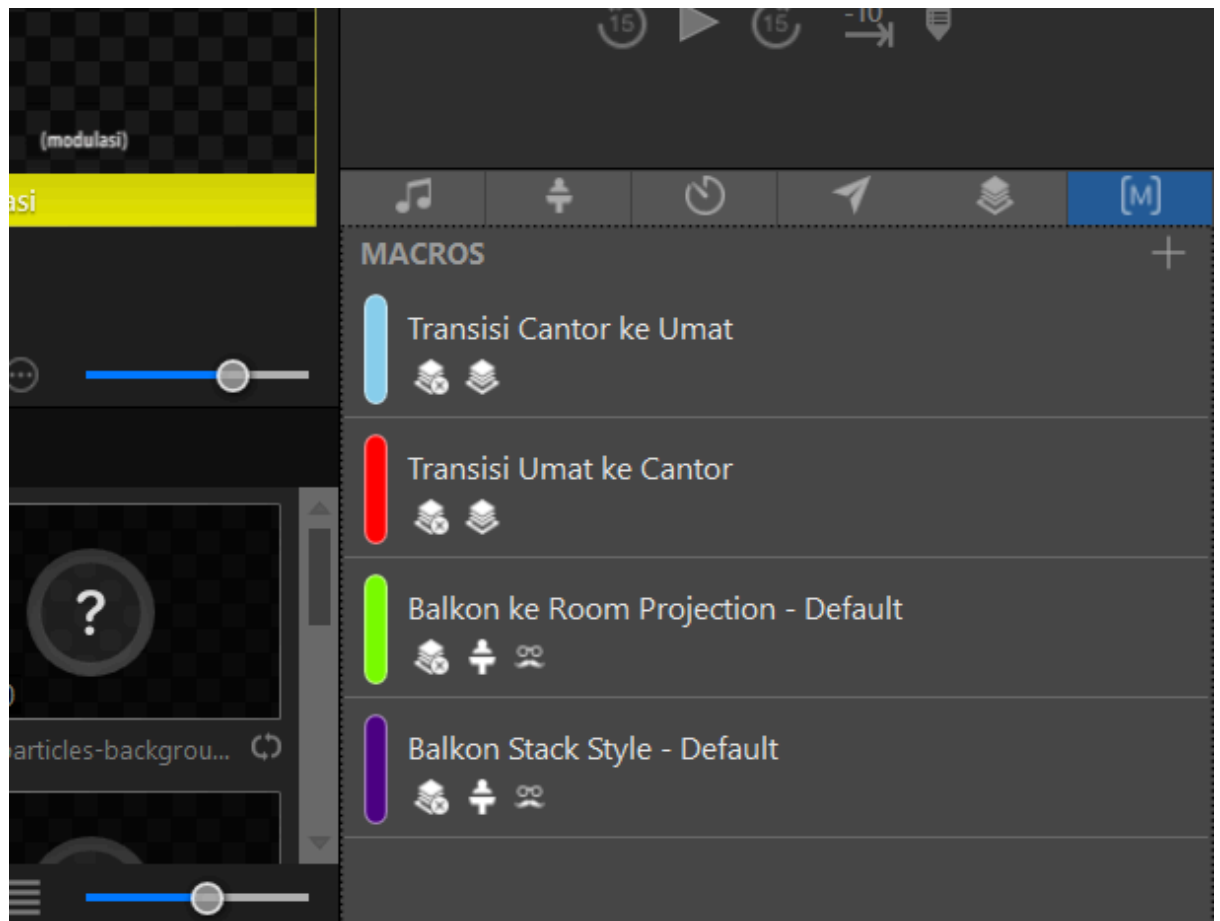 15
15
-10
(modulasi)
asi
[M]
MACROS
Transisi Cantor ke Umat
Transisi Umat ke Cantor
Balkon ke Room Projection - Default
?
articles-backgrou...
Balkon Stack Style - Default